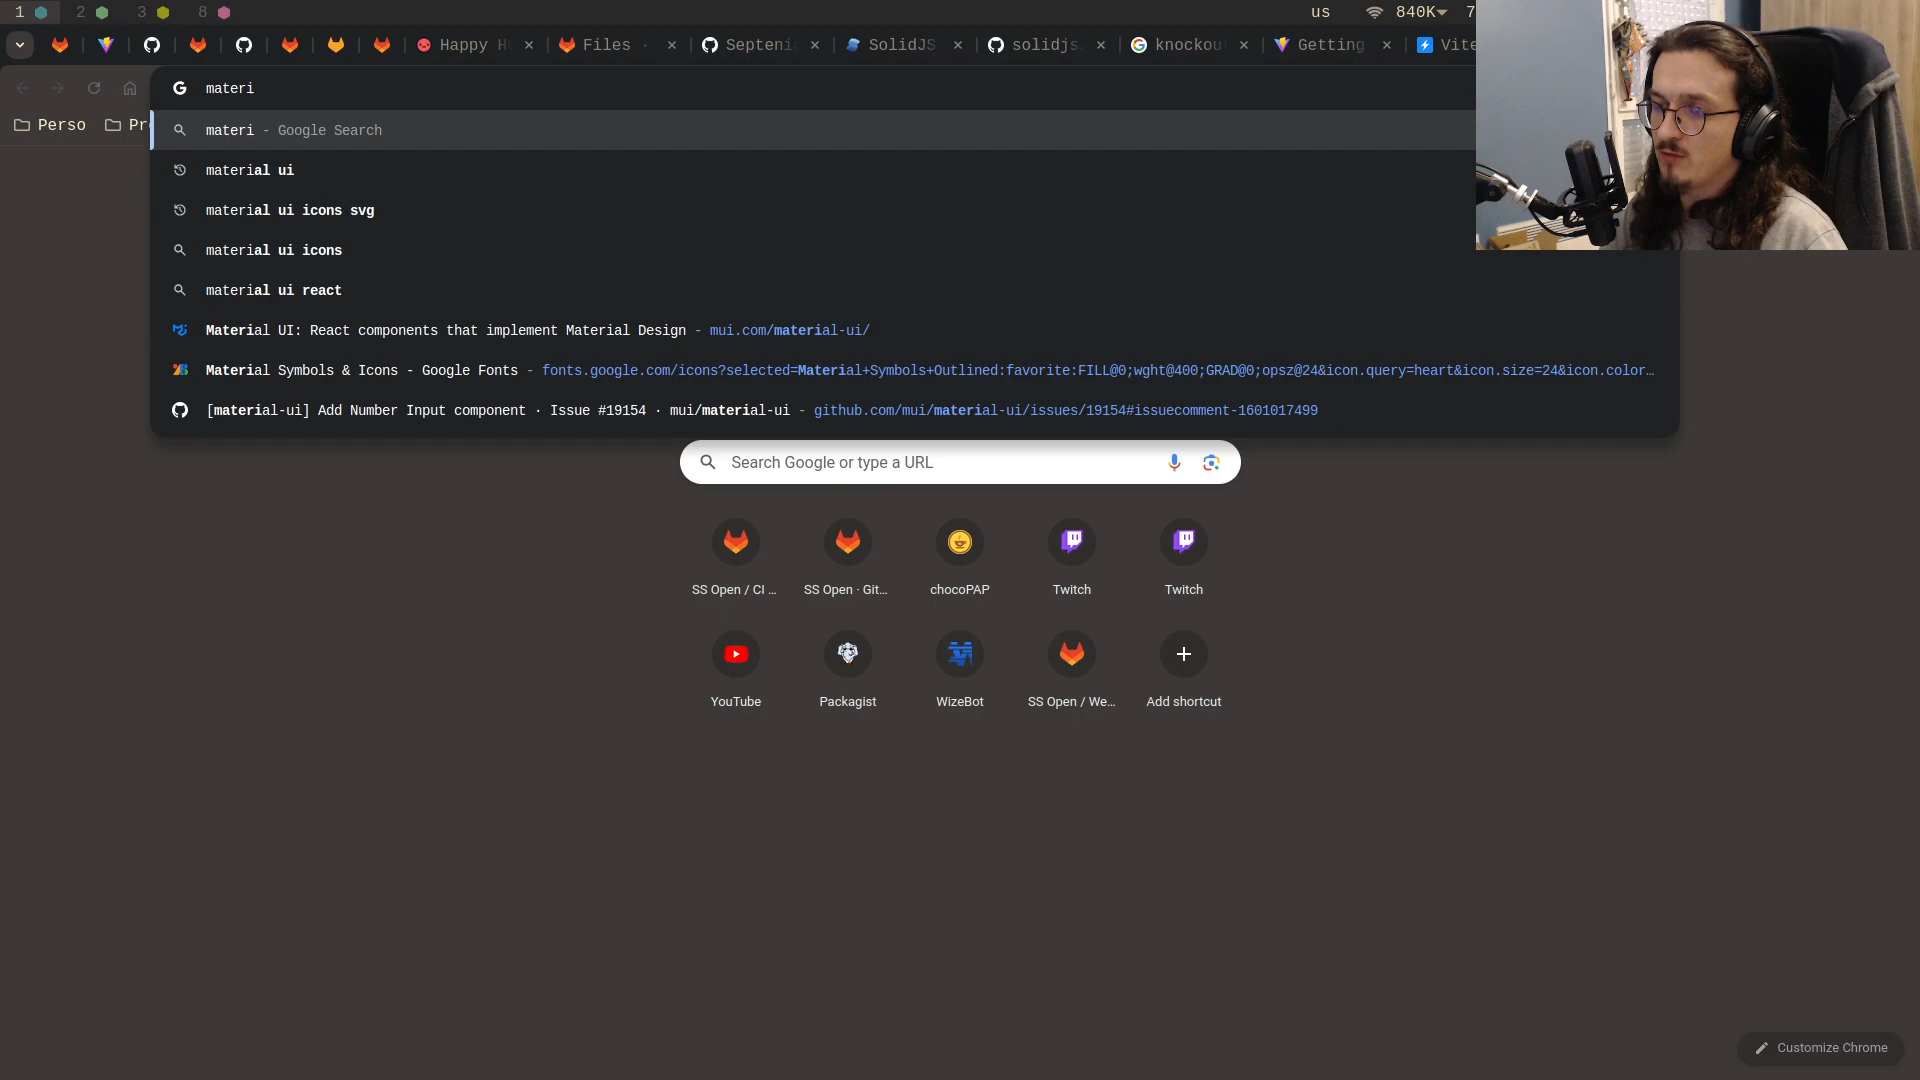 1 2 3 8 us 840K 7
Happy H Files · Septeni SolidJS solidjs knockou Getting Vite
materi
Perso Pr
materi - Google Search
material ui
material ui icons svg
material ui icons
material ui react
Material UI: React components that implement Material Design - mui.com/material-ui/
Material Symbols & Icons - Google Fonts - fonts.google.com/icons?selected=Material+Symbols+Outlined:favorite:FILL@0;wght@400;GRAD@0;opsz@24&icon.query=heart&icon.size=24&icon.color…
[material-ui] Add Number Input component · Issue #19154 · mui/material-ui - github.com/mui/material-ui/issues/19154#issuecomment-1601017499
Search Google or type a URL
SS Open / CI ... SS Open · Git... chocoPAP Twitch Twitch
YouTube Packagist WizeBot SS Open / We... Add shortcut
Customize Chrome